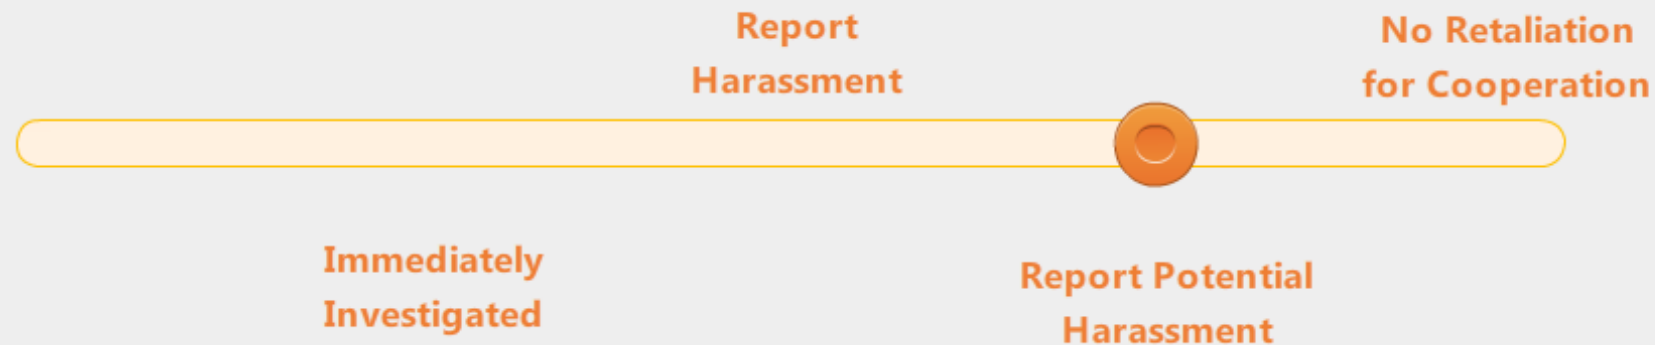 Report
Harassment
No Retaliation
for Cooperation
Immediately
Investigated
Report Potential
Harassment